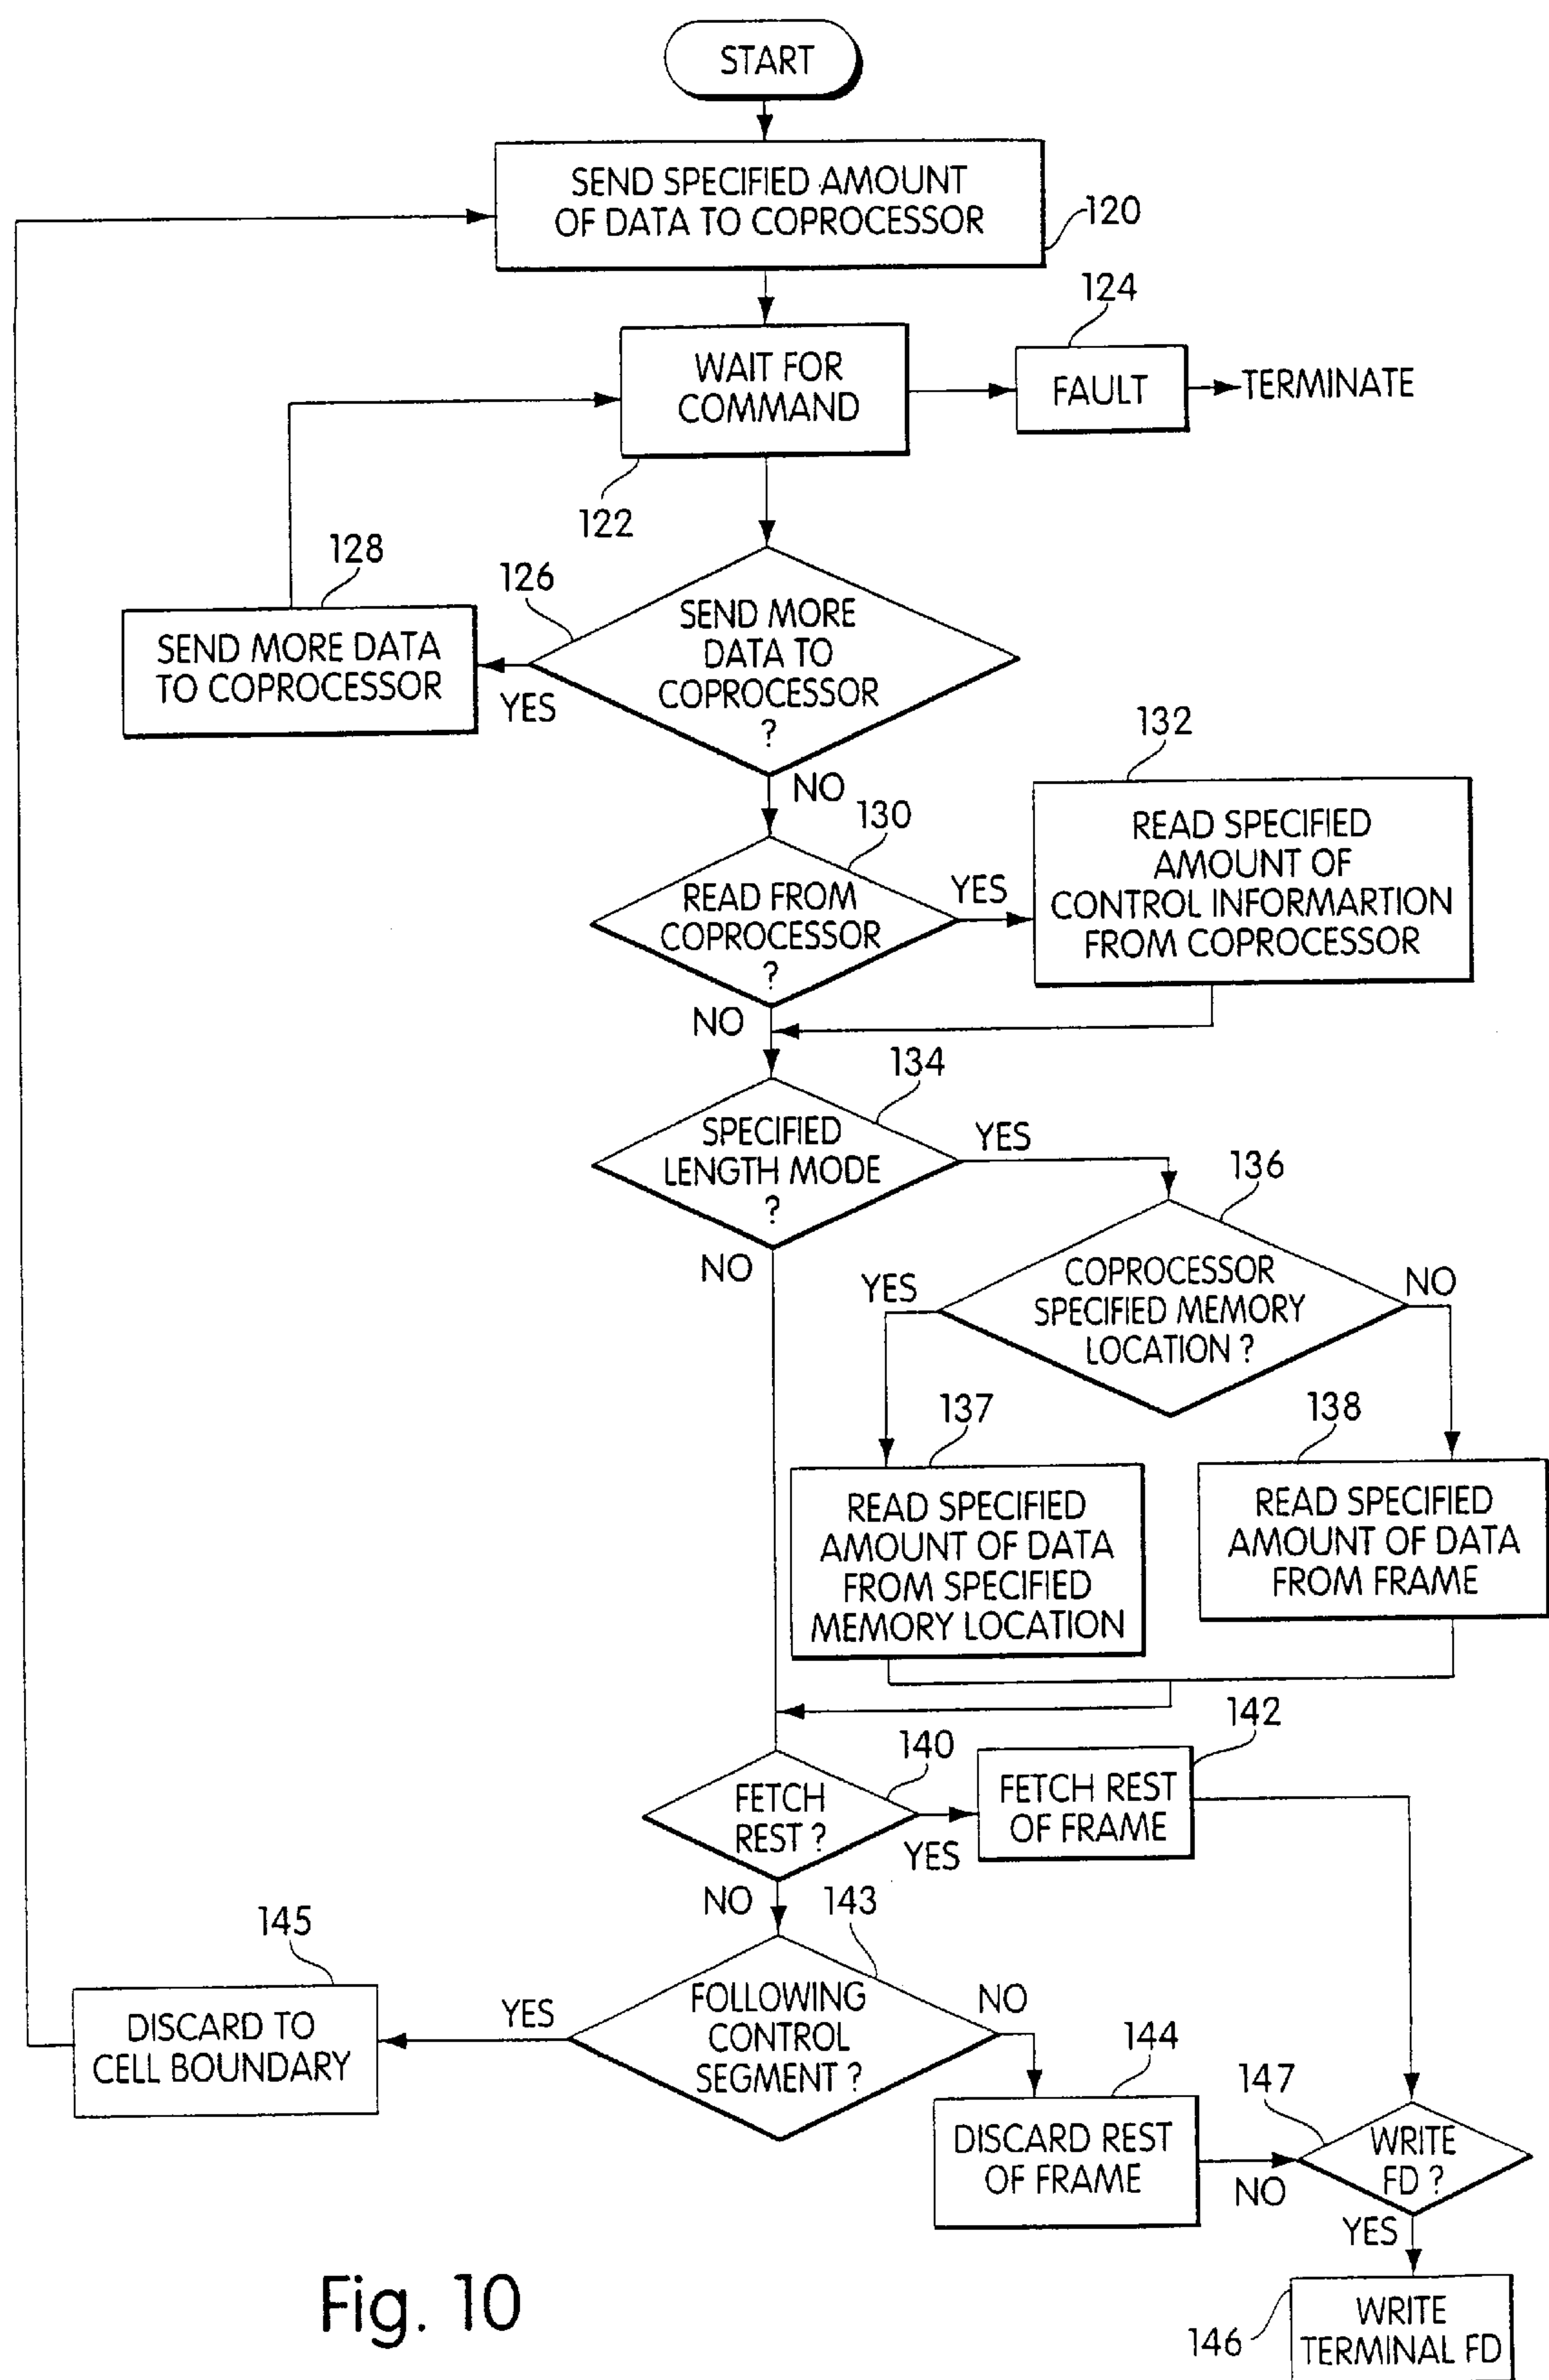 START
SEND SPECIFIED AMOUNT
OF DATA TO COPROCESSOR
120
124
WAIT FOR
COMMAND
FAULT
TERMINATE
122
128
126
SEND MORE DATA
TO COPROCESSOR
SEND MORE
DATA TO
COPROCESSOR
?
YES
132
NO
130
READ SPECIFIED
AMOUNT OF
CONTROL INFORMARTION
FROM COPROCESSOR
READ FROM
COPROCESSOR
?
YES
NO
134
SPECIFIED
LENGTH MODE
?
YES
136
NO
COPROCESSOR
SPECIFIED MEMORY
LOCATION ?
YES
NO
137
138
READ SPECIFIED
AMOUNT OF DATA
FROM SPECIFIED
MEMORY LOCATION
READ SPECIFIED
AMOUNT OF DATA
FROM FRAME
140
142
FETCH
REST ?
FETCH REST
OF FRAME
YES
NO
143
145
FOLLOWING
CONTROL
SEGMENT ?
YES
NO
DISCARD TO
CELL BOUNDARY
144
147
DISCARD REST
OF FRAME
WRITE
FD ?
NO
YES
Fig. 10
146
WRITE
TERMINAL FD